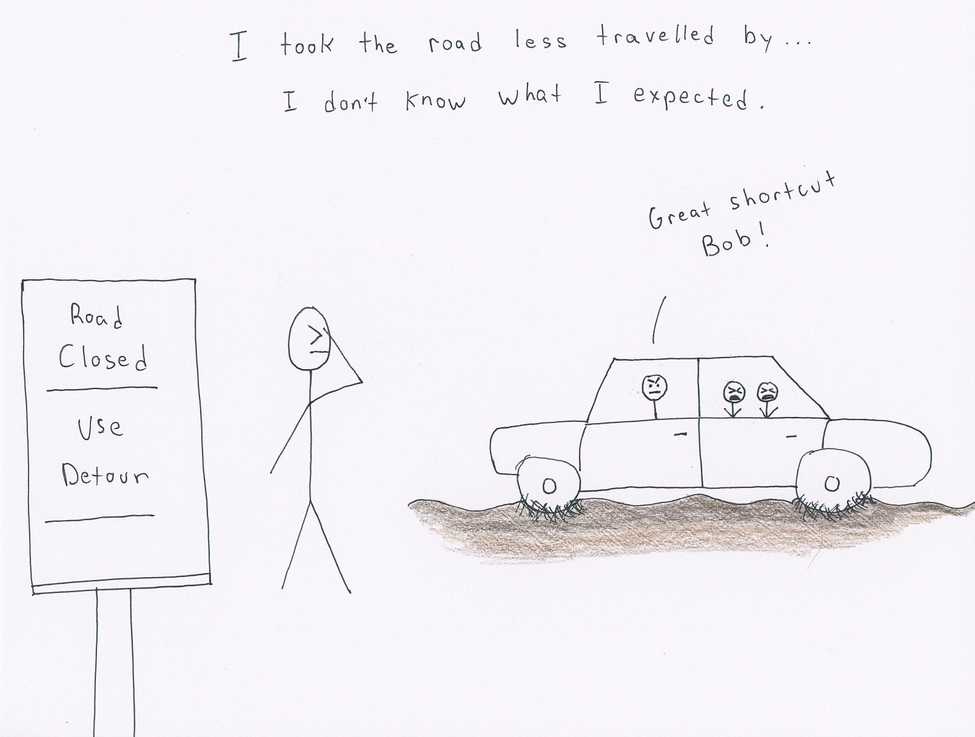 I took the road less travelled by...
I don't know what I expected.
Great shortcut
Bob!
Road
Closed
Use
Detour